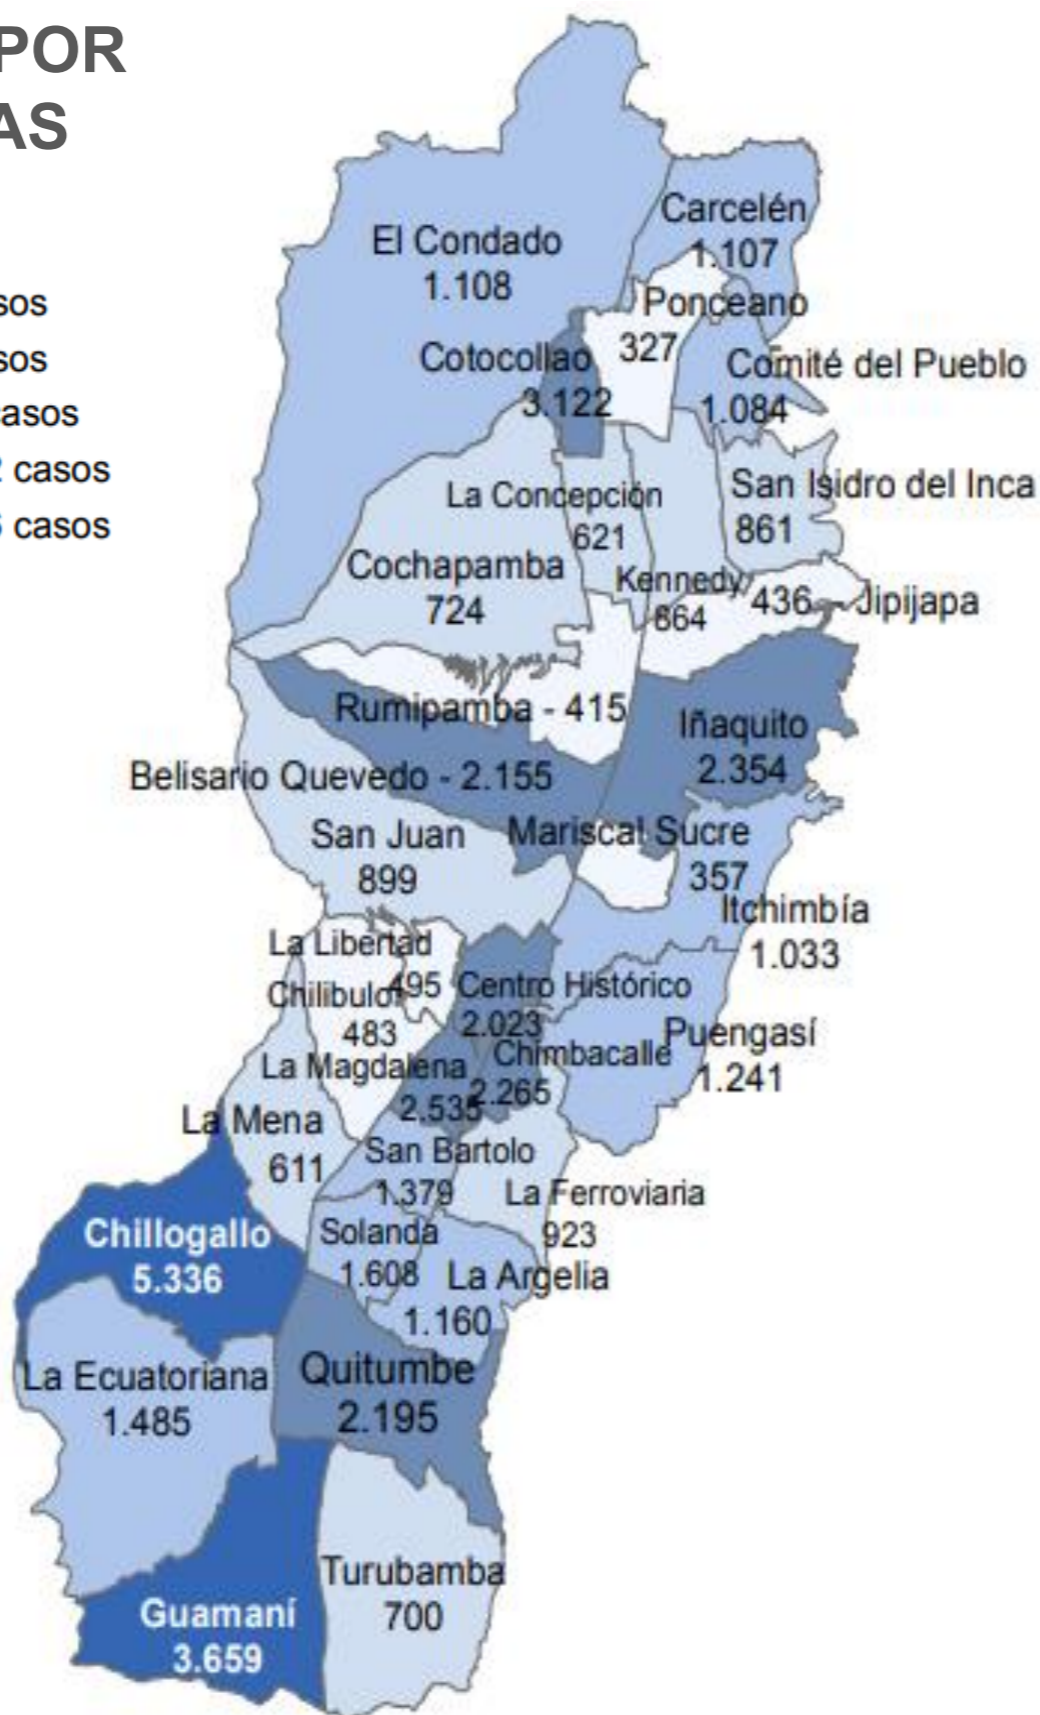 POR
AS
sos
sos
casos
2 casos
6 casos
El Condado
1.108
Carcelén
1.107
Ponceano
327
Cotocollao
3.122
Comité del Pueblo
1.084
La Concepción
621
San Isidro del Inca
861
Cochapamba
724
Kennedy
864
436
Jipijapa
Rumipamba - 415
Iñaquito
2.354
Belisario Quevedo - 2.155
San Juan
899
Mariscal Sucre
357
Itchimbía
1.033
La Libertad
495
Chilibulo
483
Centro Histórico
2.023
Puengasí
1.241
Chimbacalle
2.265
La Magdalena
2.535
La Mena
611
San Bartolo
1.379
La Ferroviaria
923
Chillogallo
5.336
Solanda
1.608
La Argelia
1.160
La Ecuatoriana
1.485
Quitumbe
2.195
Turubamba
700
Guamaní
3.659